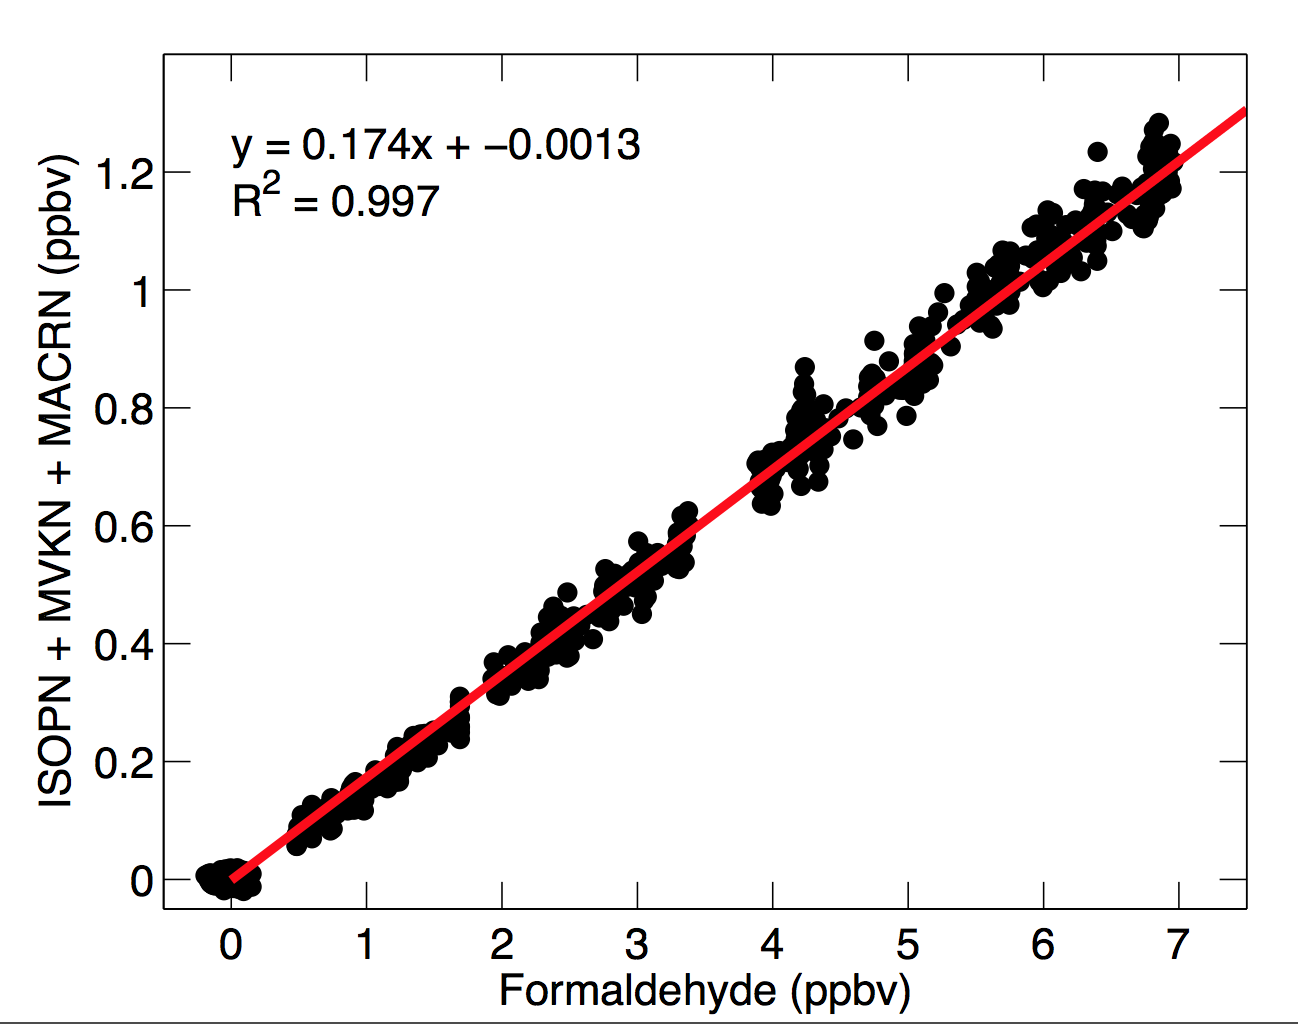 y = 0.174x + −0.0013
R² = 0.997
ISOPN + MVKN + MACRN (ppbv)
1.2
1
0.8
0.6
0.4
0.2
0
0 1 2 3 4 5 6 7
Formaldehyde (ppbv)